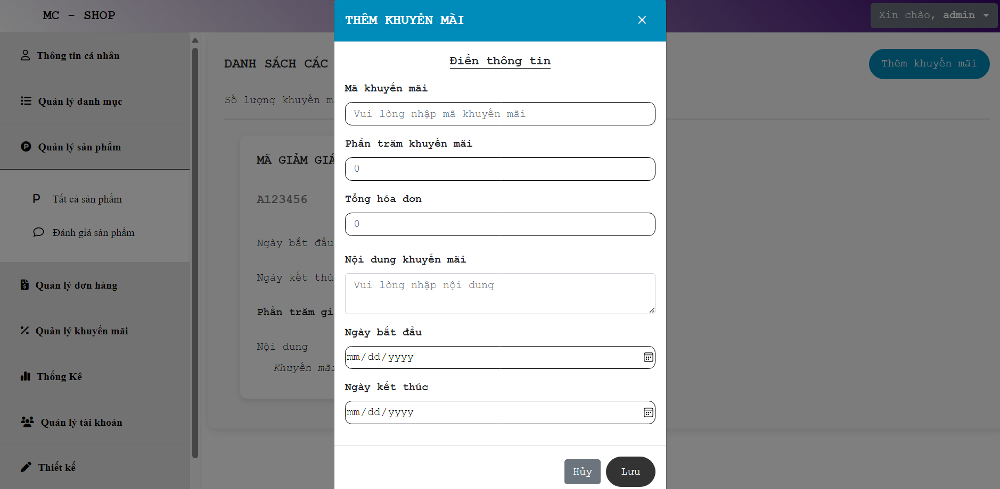 MC - SHOP
Xin chào, admin
Thông tin cá nhân
Quản lý danh mục
Quản lý sản phẩm
Tất cả sản phẩm
Đánh giá sản phẩm
Quản lý đơn hàng
Quản lý khuyến mãi
Thống Kê
Quản lý tài khoản
Thiết kế
DANH SÁCH CÁC
Thêm khuyến mãi
Số lượng khuyến
MÃ GIẢM GIÁ
A123456
Ngày bắt đầu
Ngày kết
Phần trăm
Nội dung
Khuyến mãi
THÊM KHUYẾN MÃI
Điền thông tin
Mã khuyến mãi
Vui lòng nhập mã khuyến mãi
Phần trăm khuyến mãi
0
Tổng hóa đơn
0
Nội dung khuyến mãi
Vui lòng nhập nội dung
Ngày bắt đầu
mm/dd/yyyy
Ngày kết thúc
mm/dd/yyyy
Hủy
Lưu